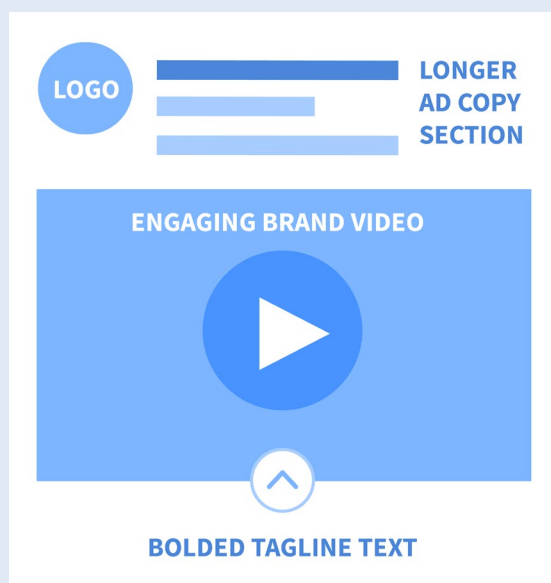 LOGO
LONGER
AD COPY
SECTION
ENGAGING BRAND VIDEO
BOLDED TAGLINE TEXT